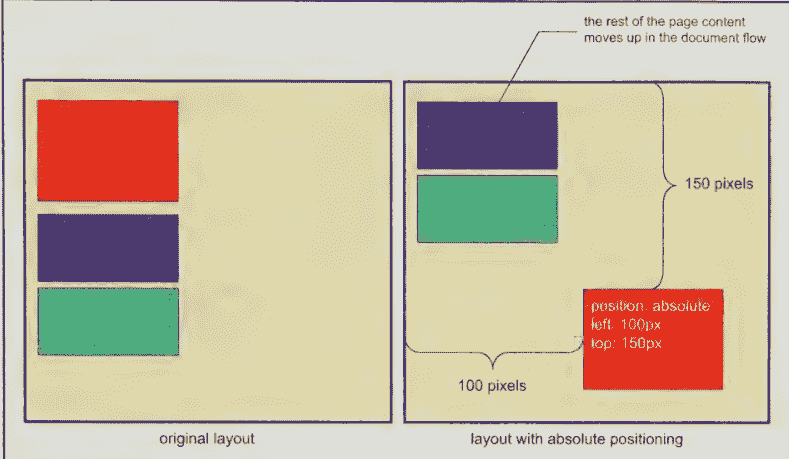 the rest of the page content
moves up in the document flow
150 pixels
position: absolute
left: 100px
top: 150px
100 pixels
original layout
layout with absolute positioning